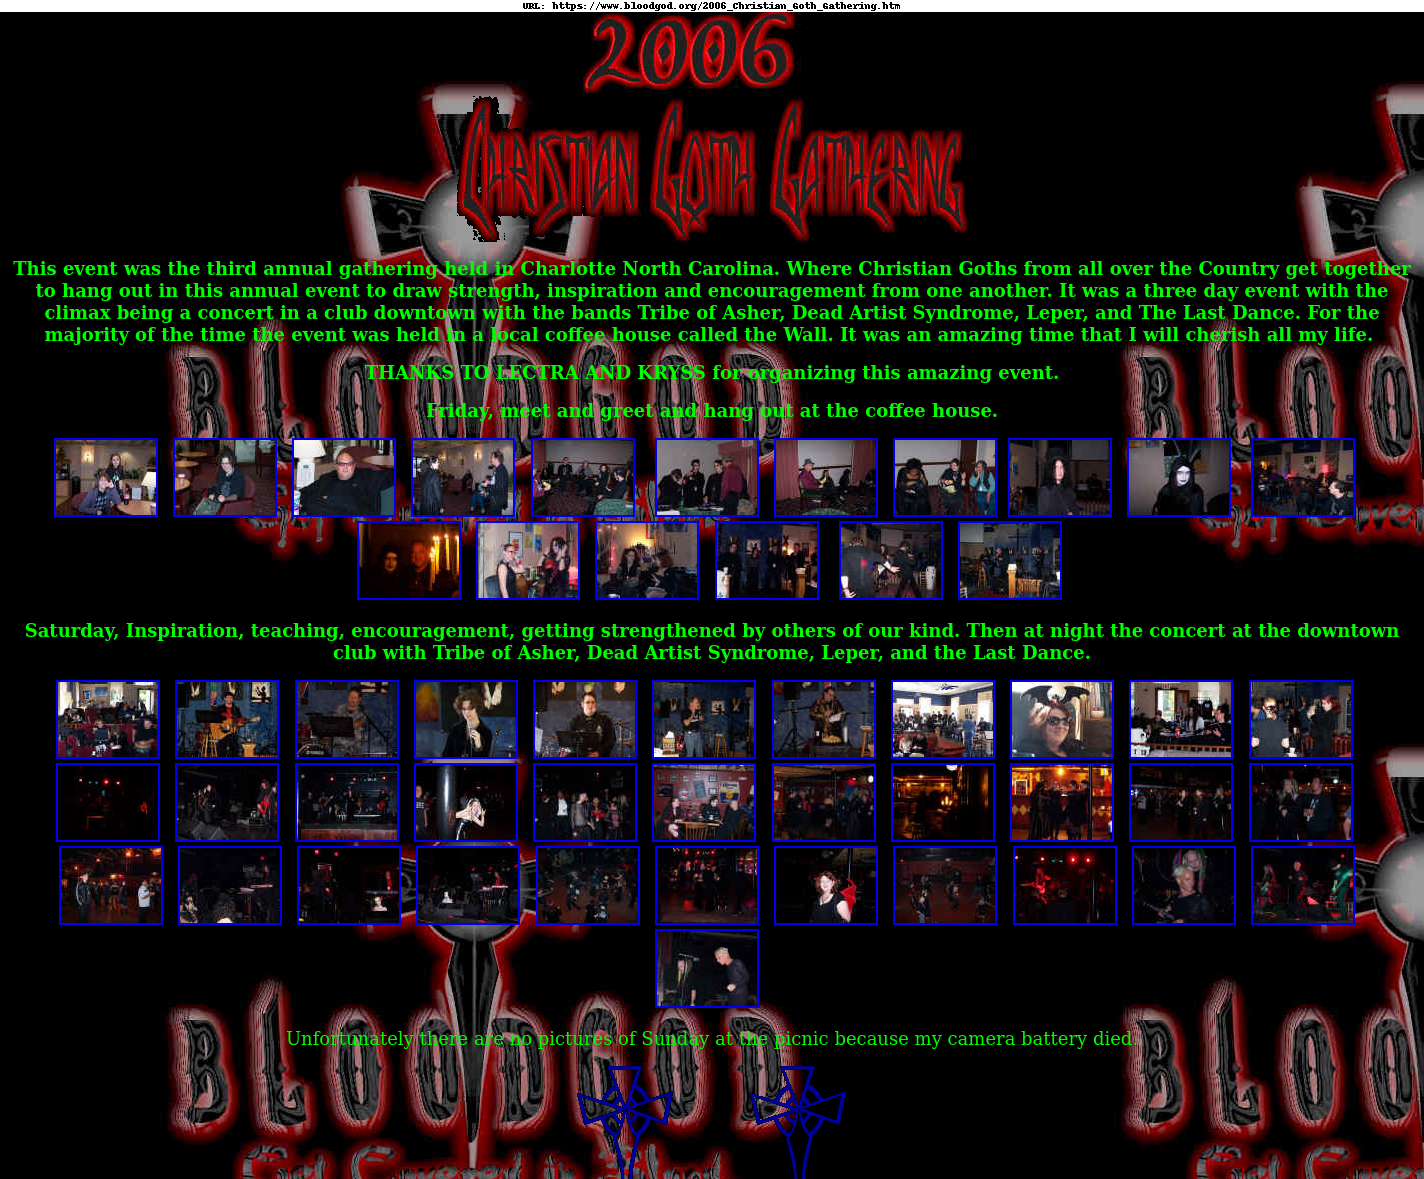 URL: https://www.bloodgod.org/2006_Christian_Goth_Gathering.htm
2006
Christian Goth Gathering
This event was the third annual gathering held in Charlotte North Carolina. Where Christian Goths from all over the Country get together
to hang out in this annual event to draw strength, inspiration and encouragement from one another. It was a three day event with the
climax being a concert in a club downtown with the bands Tribe of Asher, Dead Artist Syndrome, Leper, and The Last Dance. For the
majority of the time the event was held in a local coffee house called the Wall. It was an amazing time that I will cherish all my life.
THANKS TO LECTRA AND KRYSS for organizing this amazing event.
BLOODGOD
BLOO
Friday, meet and greet and hang out at the coffee house.
Saturday, Inspiration, teaching, encouragement, getting strengthened by others of our kind. Then at night the concert at the downtown
club with Tribe of Asher, Dead Artist Syndrome, Leper, and the Last Dance.
Unfortunately there are no pictures of Sunday at the picnic because my camera battery died.
BLOODGOD
BLOO